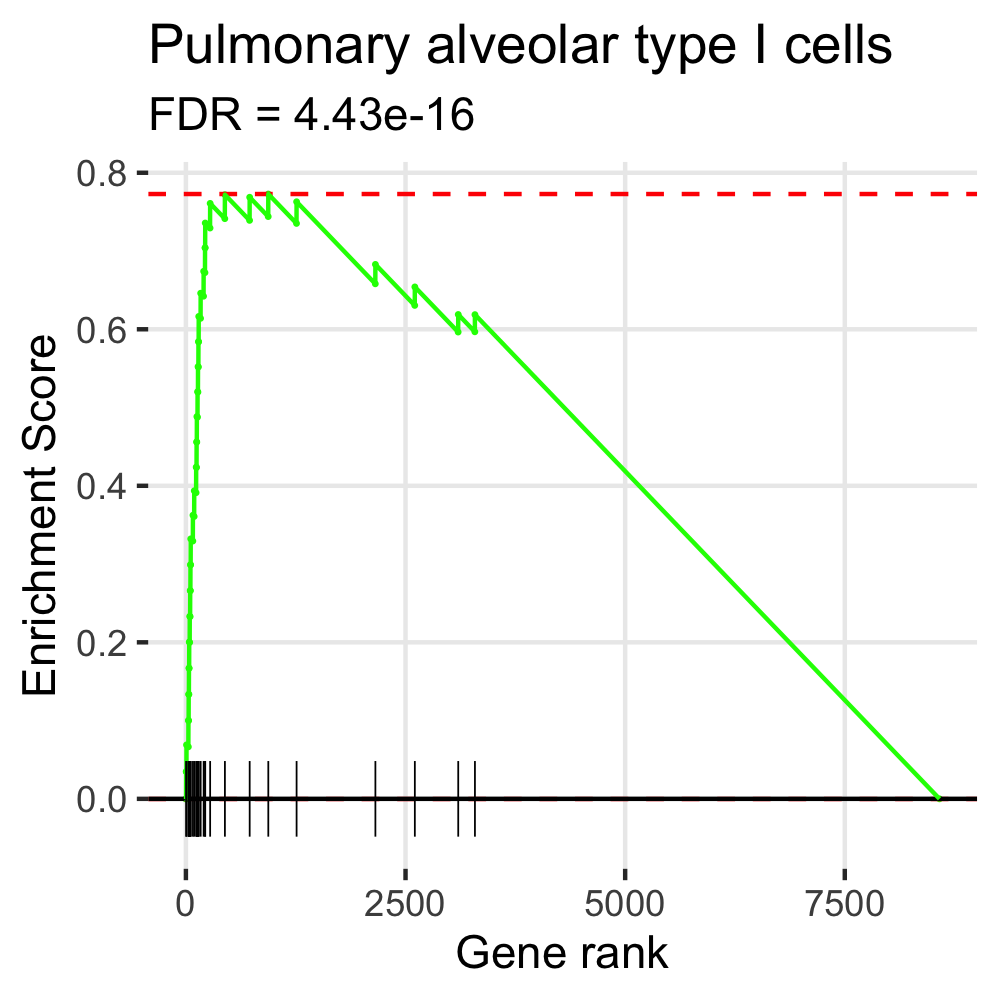 Pulmonary alveolar type I cells
FDR = 4.43e-16
0.8
0.6
0.4
0.2
0.0
Enrichment Score
0 2500 5000 7500
Gene rank